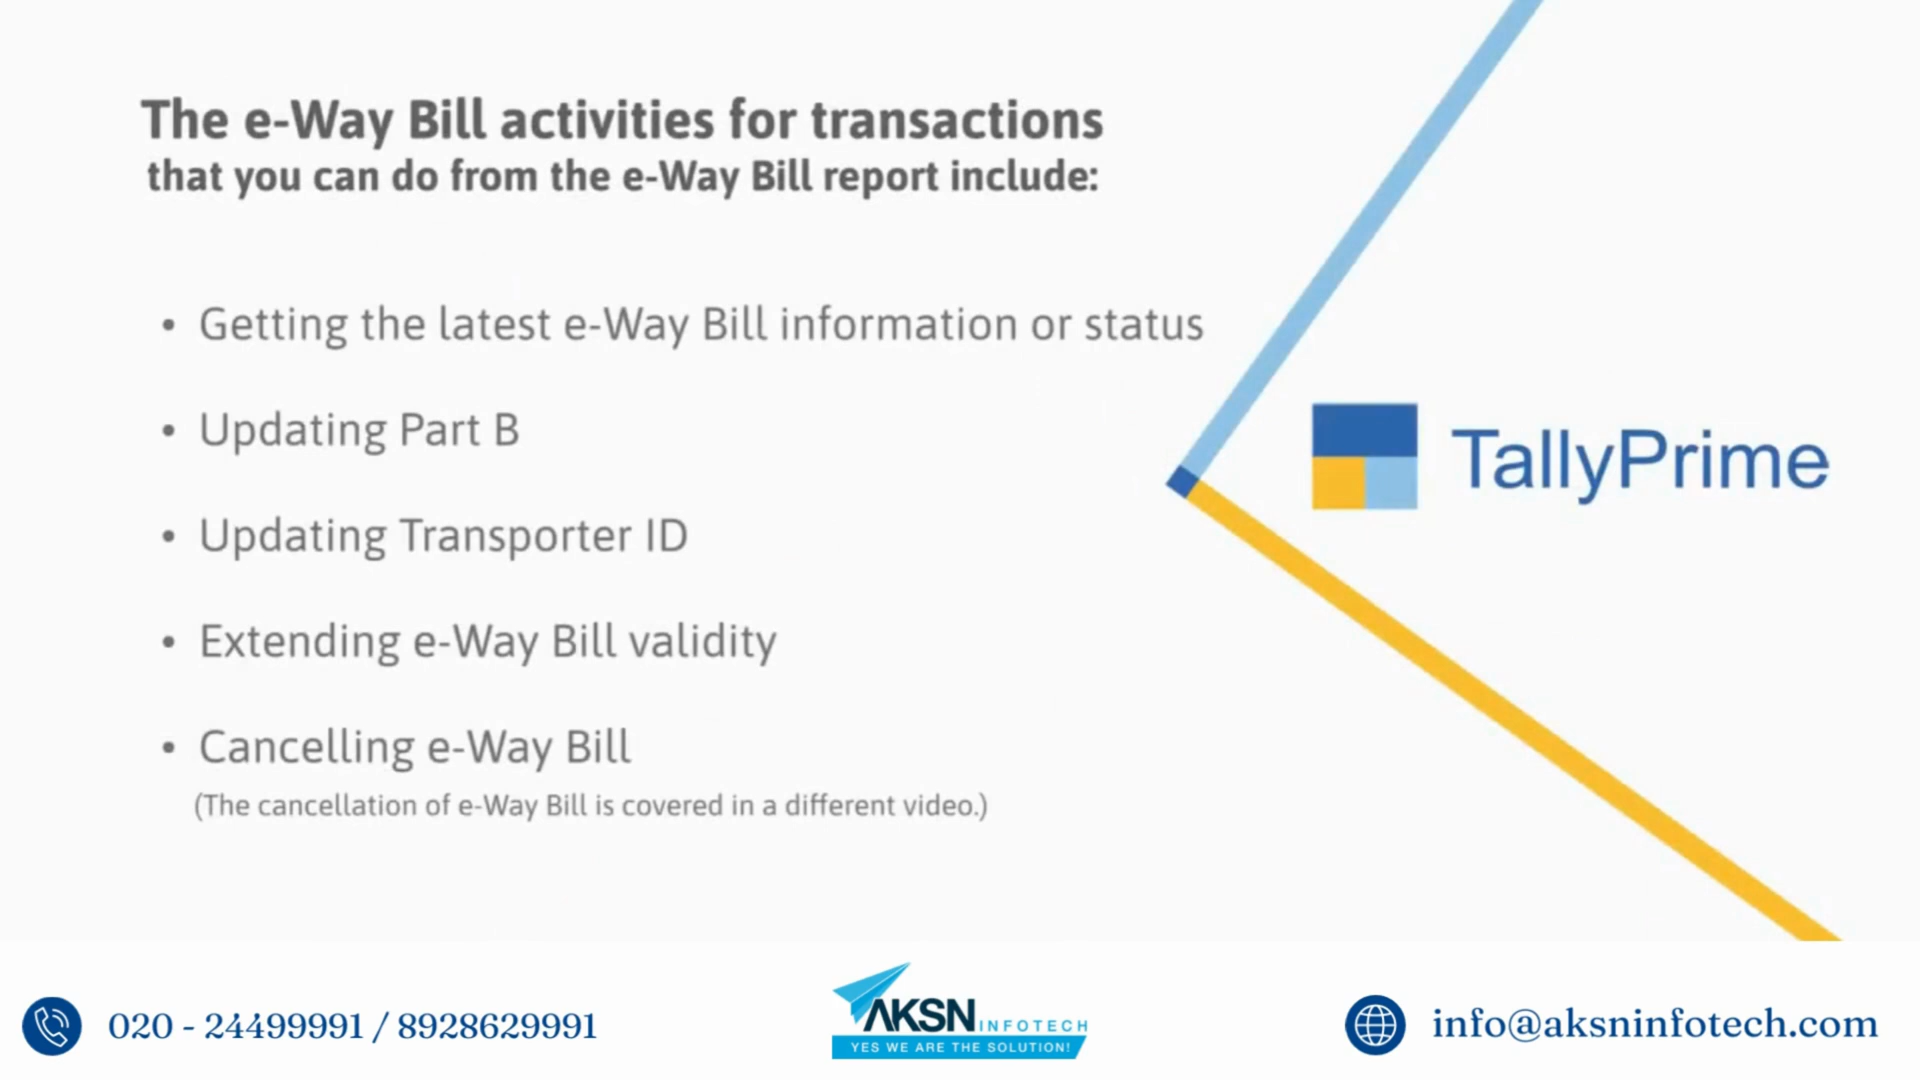 The e-Way Bill activities for transactions
that you can do from the e-Way Bill report include:
• Getting the latest e-Way Bill information or status
• Updating Part B
• Updating Transporter ID
• Extending e-Way Bill validity
• Cancelling e-Way Bill
(The cancellation of e-Way Bill is covered in a different video.)
TallyPrime
020 - 24499991 / 8928629991
AKSN INFOTECH
YES WE ARE THE SOLUTION!
info@aksninfotech.com